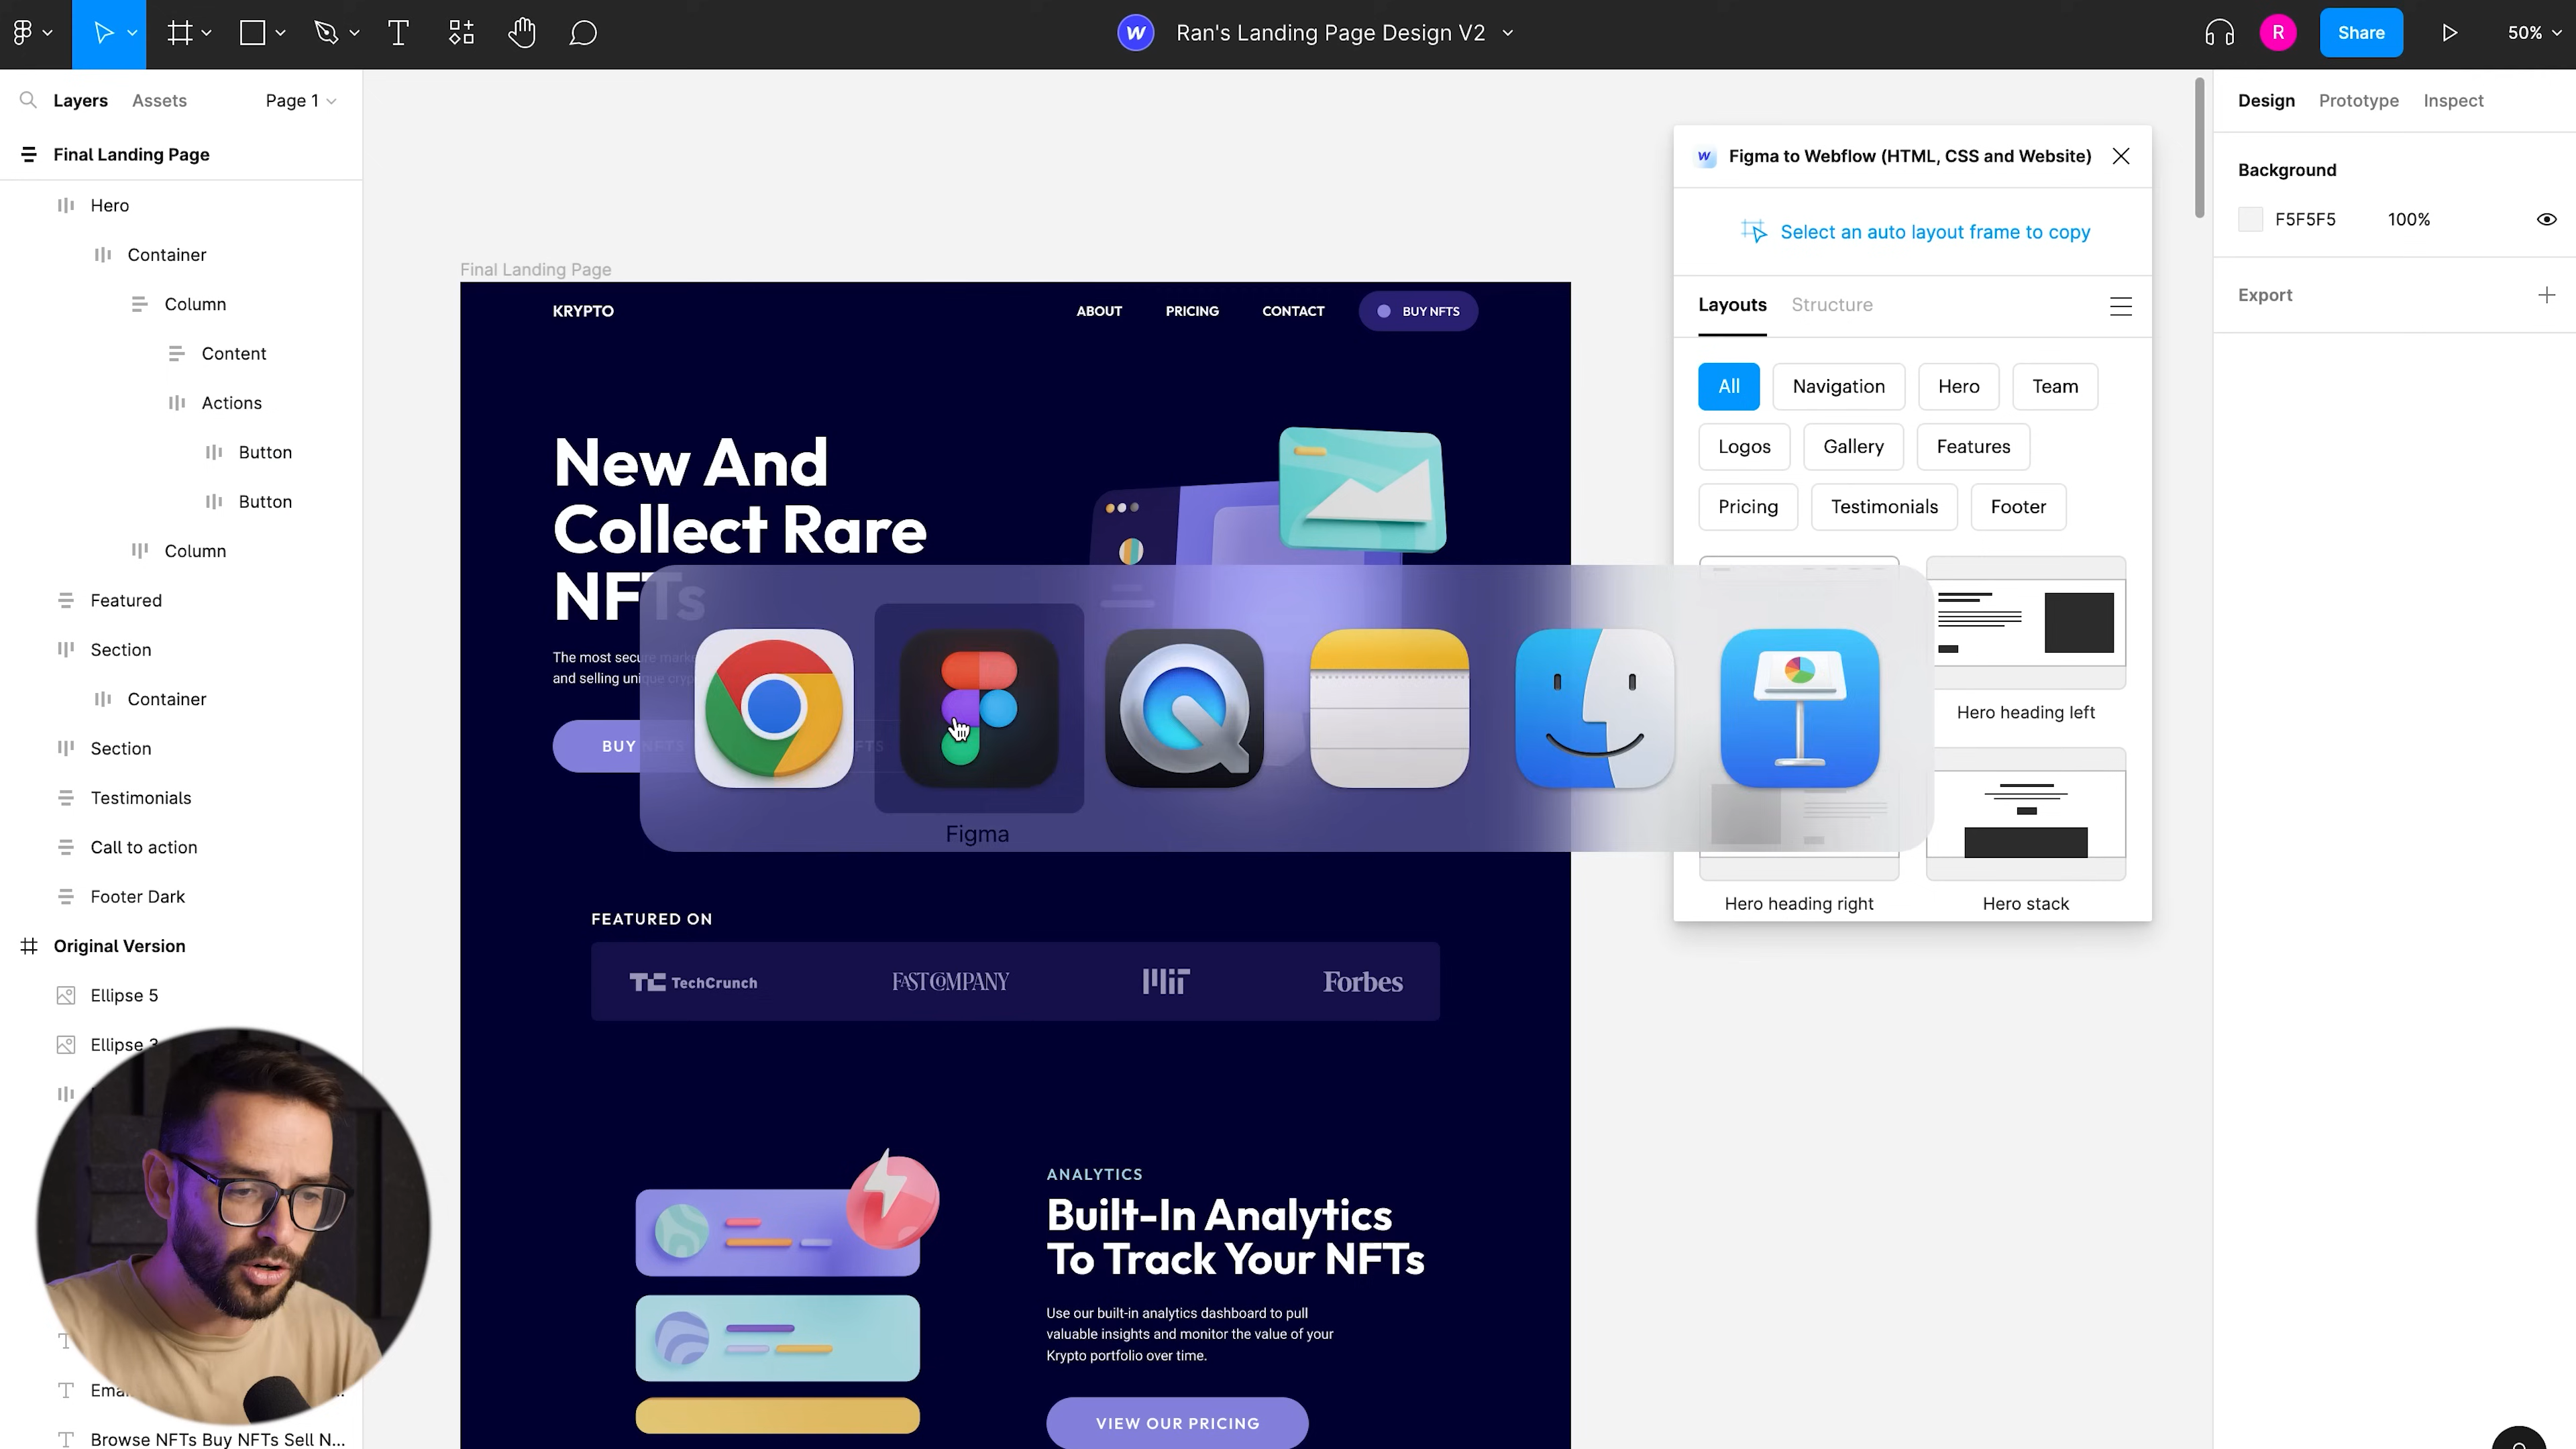 Ran's Landing Page Design V2
R
Share
50%
Layers
Assets
Page 1
Final Landing Page
Hero
Container
Column
Content
Actions
Button
Button
Column
Featured
Section
Container
Section
Testimonials
Call to action
Footer Dark
Original Version
Ellipse 5
Ellipse
Browse NFTs Buy NFTs Sell N...
Final Landing Page
KRYPTO
ABOUT
PRICING
CONTACT
BUY NFTS
New And
Collect Rare
NFTs
The most secure
and selling unique
BUY
Figma
FEATURED ON
TC TechCrunch
FAST COMPANY
MIT
Forbes
ANALYTICS
Built-In Analytics
To Track Your NFTs
Use our built-in analytics dashboard to pull
valuable insights and monitor the value of your
Krypto portfolio over time.
VIEW OUR PRICING
Figma to Webflow (HTML, CSS and Website)
Select an auto layout frame to copy
Layouts
Structure
All
Navigation
Hero
Team
Logos
Gallery
Features
Pricing
Testimonials
Footer
Hero heading left
Hero heading right
Hero stack
Design
Prototype
Inspect
Background
F5F5F5
100%
Export